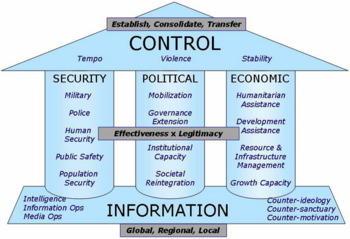 Establish, Consolidate, Transfer
CONTROL
Tempo Violence Stability
SECURITY
Military
Police
Human
Security
Public Safety
Population
Security
POLITICAL
Mobilization
Governance
Extension
ECONOMIC
Humanitarian
Assistance
Development
Assistance
Effectiveness x Legitimacy
Institutional
Capacity
Societal
Reintegration
Resource &
Infrastructure
Management
Growth Capacity
Intelligence
Information Ops
Media Ops
INFORMATION
Counter-ideology
Counter-sanctuary
Counter-motivation
Global, Regional, Local